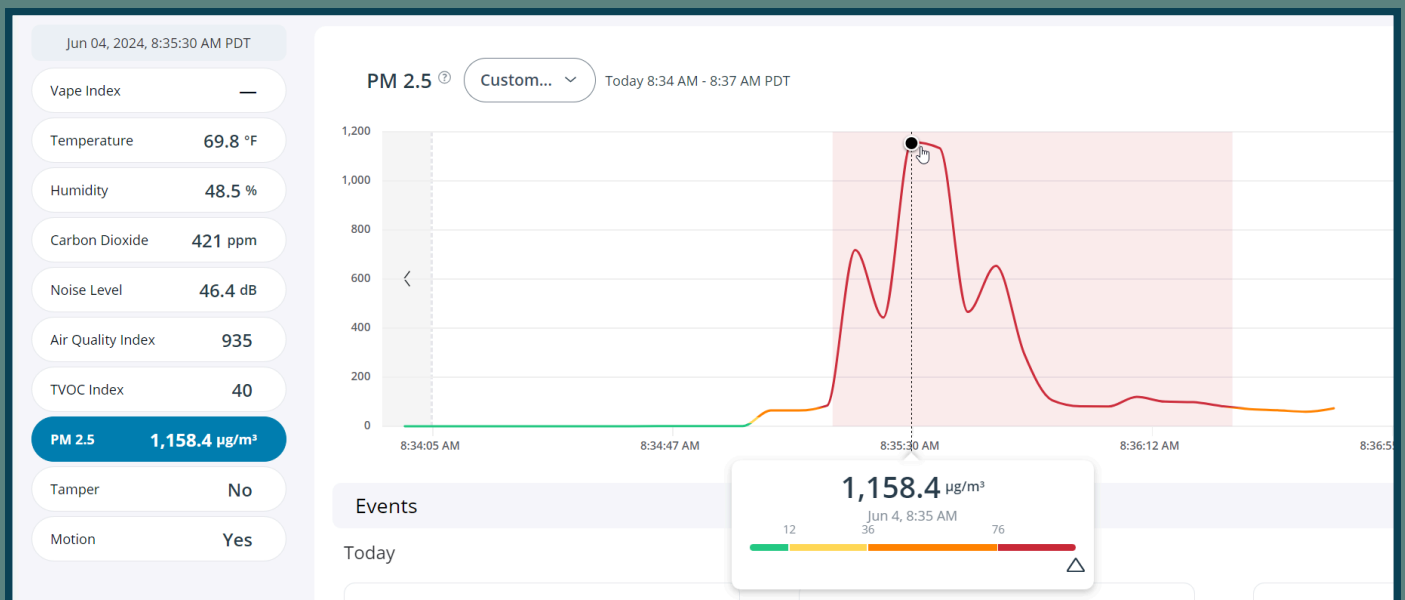 Jun 04, 2024, 8:35:30 AM PDT
Vape Index —
Temperature 69.8 °F
Humidity 48.5 %
Carbon Dioxide 421 ppm
Noise Level 46.4 dB
Air Quality Index 935
TVOC Index 40
PM 2.5 1,158.4 µg/m³
Tamper No
Motion Yes
PM 2.5 ? Custom... Today 8:34 AM - 8:37 AM PDT
1,200
1,000
800
600
400
200
0
8:34:05 AM 8:34:47 AM 8:35:30 AM 8:36:12 AM
1,158.4 µg/m³
Jun 4, 8:35 AM
12 36 76
Events
Today